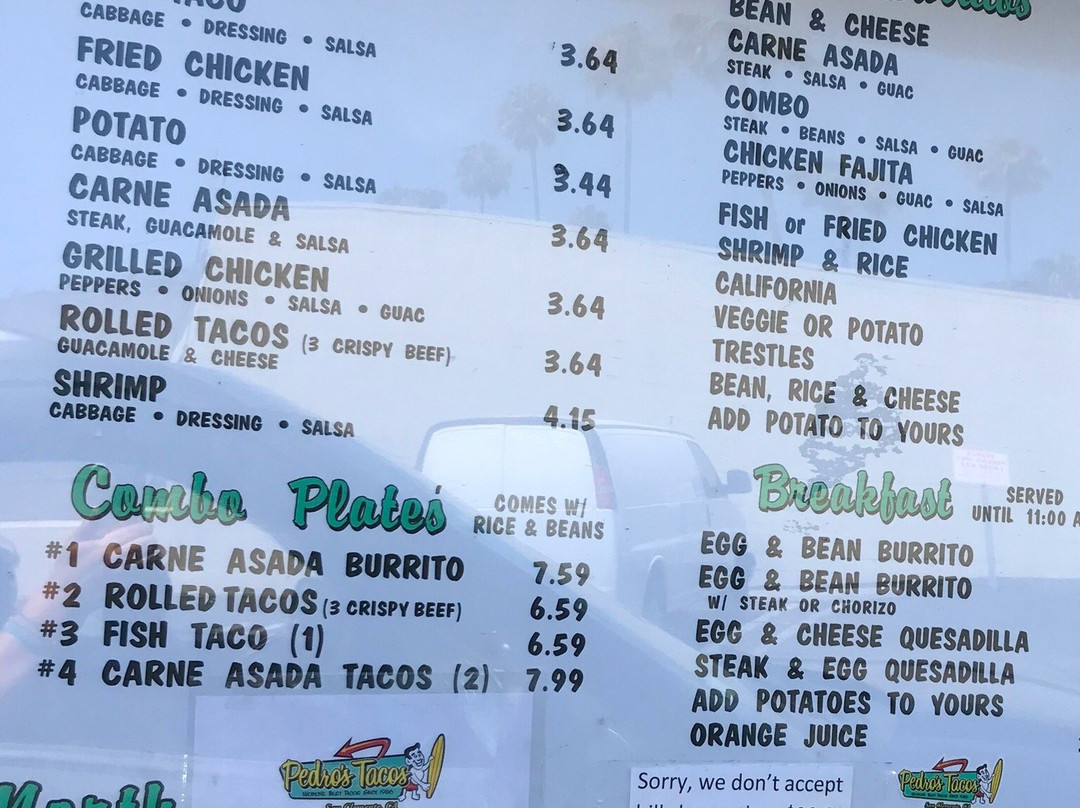 TACO
CABBAGE • DRESSING • SALSA 3.64
FRIED CHICKEN
CABBAGE • DRESSING • SALSA 3.64
POTATO
CABBAGE • DRESSING • SALSA 3.44
CARNE ASADA
STEAK, GUACAMOLE & SALSA 3.64
GRILLED CHICKEN
PEPPERS • ONIONS • SALSA • GUAC 3.64
ROLLED TACOS (3 CRISPY BEEF)
GUACAMOLE & CHEESE 3.64
SHRIMP
CABBAGE • DRESSING • SALSA 4.15
Combo Plates COMES W/
RICE & BEANS
#1 CARNE ASADA BURRITO 7.59
#2 ROLLED TACOS (3 CRISPY BEEF) 6.59
#3 FISH TACO (1) 6.59
#4 CARNE ASADA TACOS (2) 7.99
Pedro's Tacos
San Clemente, CA
North
BEAN & CHEESE
CARNE ASADA
STEAK • SALSA • GUAC
COMBO
STEAK • BEANS • SALSA • GUAC
CHICKEN FAJITA
PEPPERS • ONIONS • GUAC • SALSA
FISH or FRIED CHICKEN
SHRIMP & RICE
CALIFORNIA
VEGGIE OR POTATO
TRESTLES
BEAN, RICE & CHEESE
ADD POTATO TO YOURS
Breakfast SERVED
UNTIL 11:00 A
EGG & BEAN BURRITO
EGG & BEAN BURRITO
W/ STEAK OR CHORIZO
EGG & CHEESE QUESADILLA
STEAK & EGG QUESADILLA
ADD POTATOES TO YOURS
ORANGE JUICE
Sorry, we don't accept
Pedro's Tacos